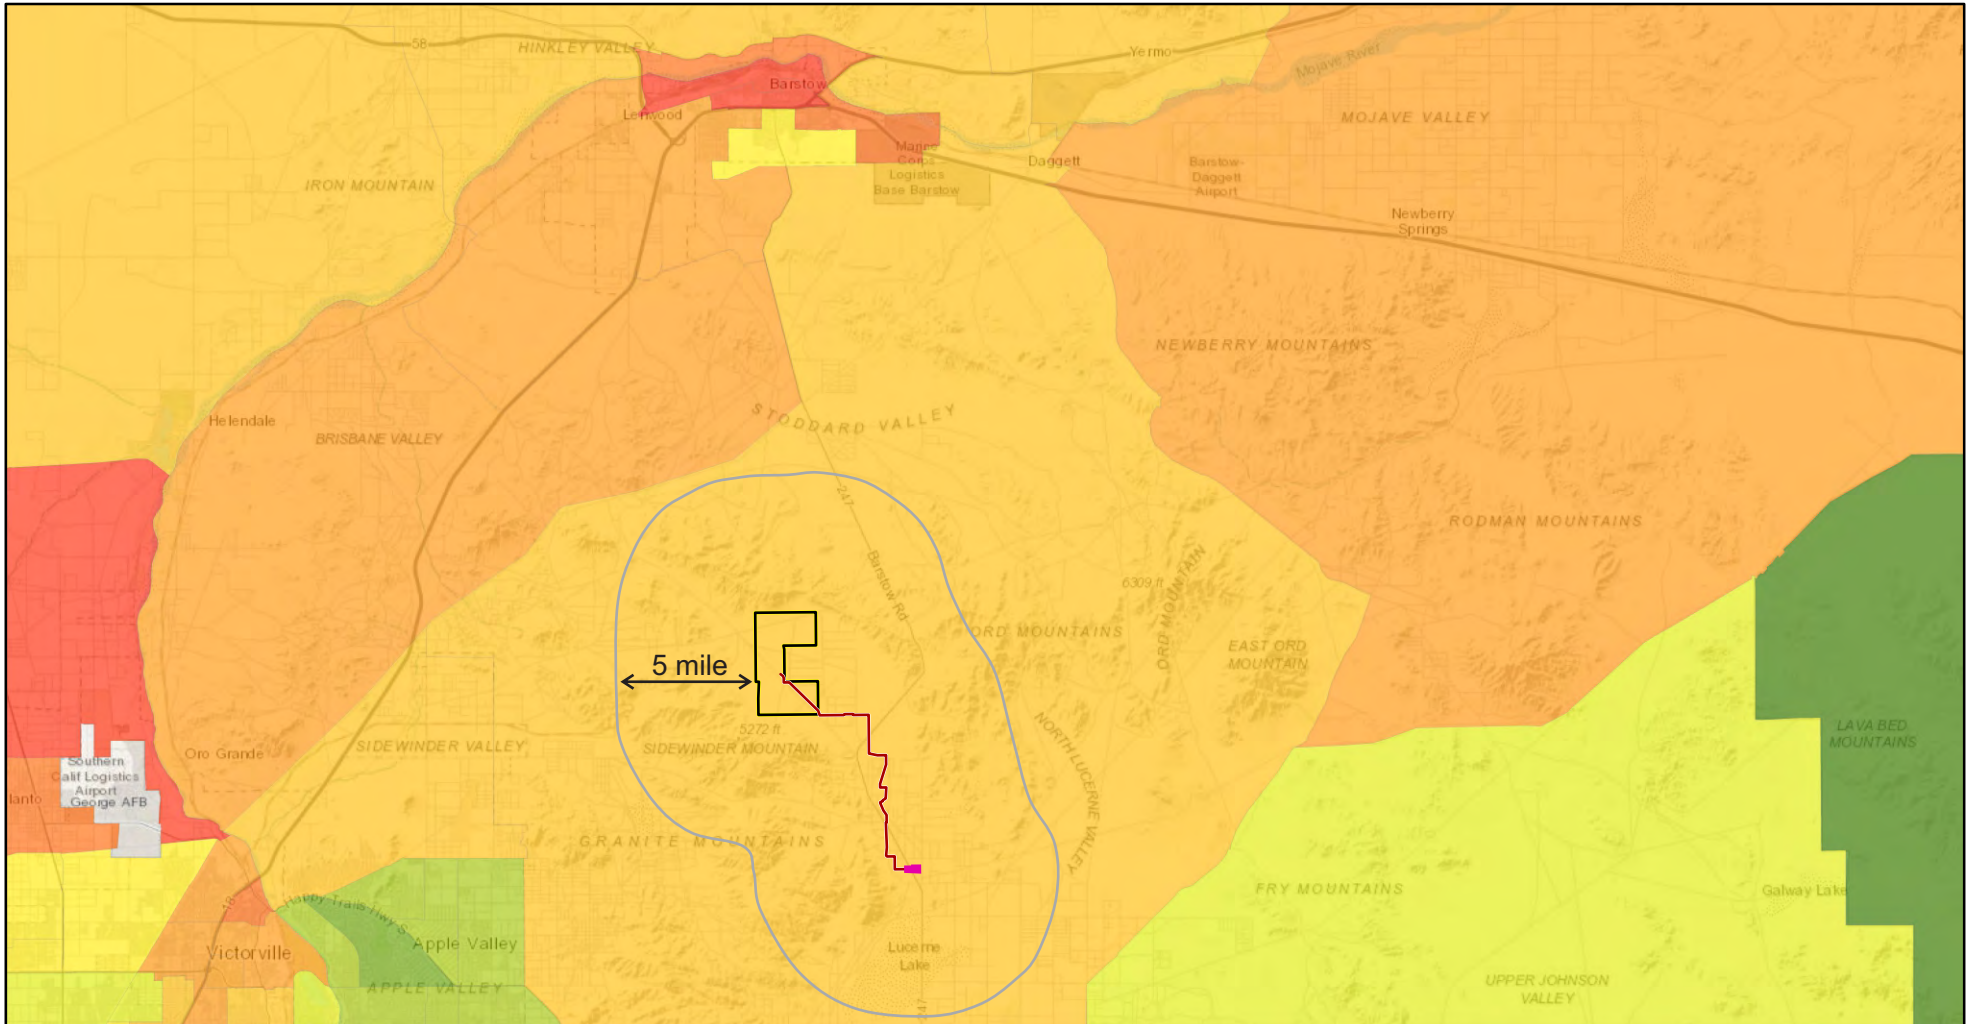 58
HINKLEY VALLEY
Yermo
Mojave River
Barstow
Lenwood
MOJAVE VALLEY
Marine
Corps
Logistics
Base Barstow
Daggett
Barstow-
Daggett
Airport
IRON MOUNTAIN
Newberry
Springs
NEWBERRY MOUNTAINS
Helendale
BRISBANE VALLEY
STODDARD VALLEY
247
RODMAN MOUNTAINS
Barstow Rd
6309 ft
ORD MOUNTAIN
ORD MOUNTAINS
EAST ORD
MOUNTAIN
5 mile
5272 ft
SIDEWINDER MOUNTAIN
SIDEWINDER VALLEY
Oro Grande
NORTH LUCERNE VALLEY
LAVA BED
MOUNTAINS
Southern
Calif Logistics
Airport
George AFB
lanto
GRANITE MOUNTAINS
FRY MOUNTAINS
Galway Lake
18
Happy Trails Hwy S
Apple Valley
Victorville
Lucerne
Lake
APPLE VALLEY
UPPER JOHNSON
VALLEY
247